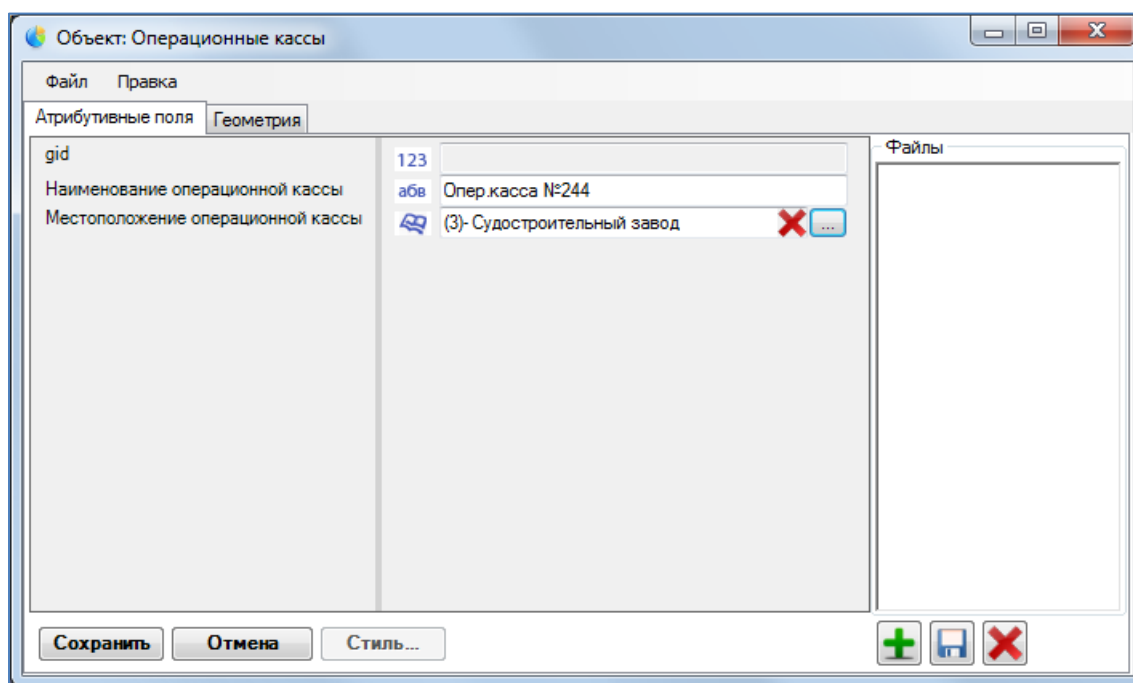 Объект: Операционные кассы
Файл Правка
Атрибутивные поля Геометрия
gid 123
Наименование операционной кассы абв Опер.касса №244
Местоположение операционной кассы (3)- Судостроительный завод ...
Файлы
Сохранить Отмена Стиль...